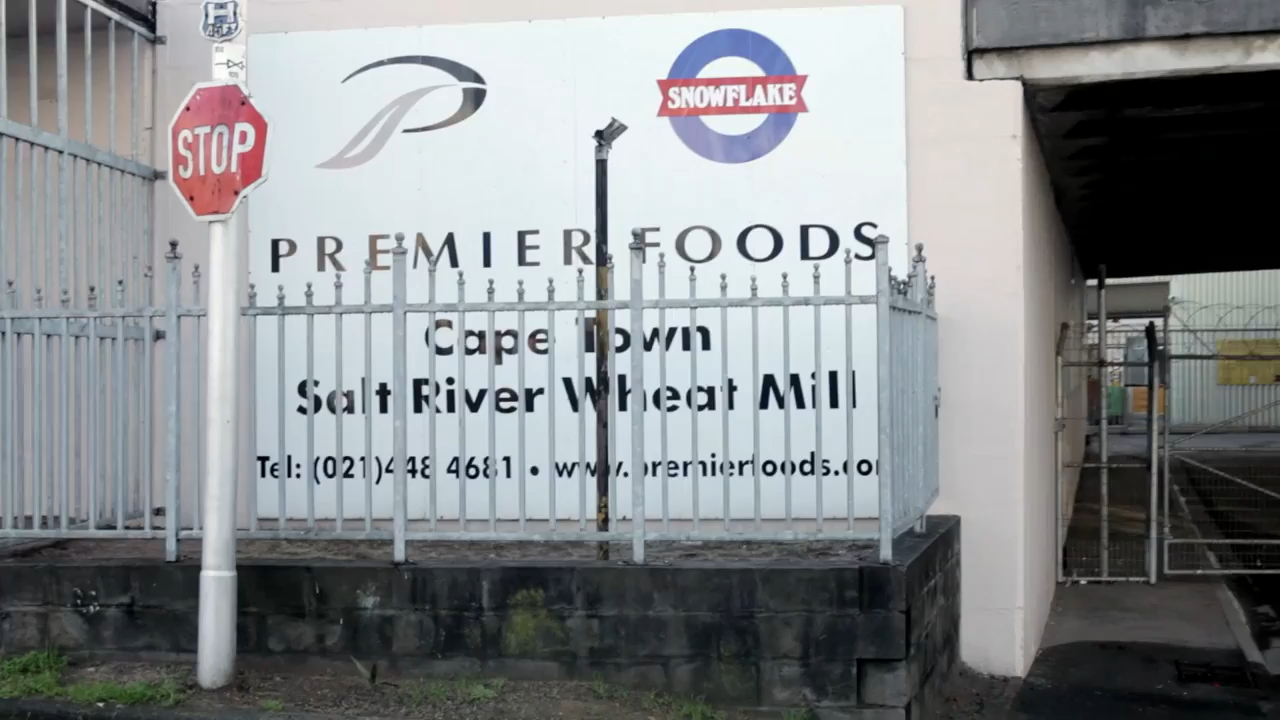 H
STOP
SNOWFLAKE
PREMIER FOODS
Cape Town
Salt River Wheat Mill
Tel: (021)448 4681 • www.premierfoods.co